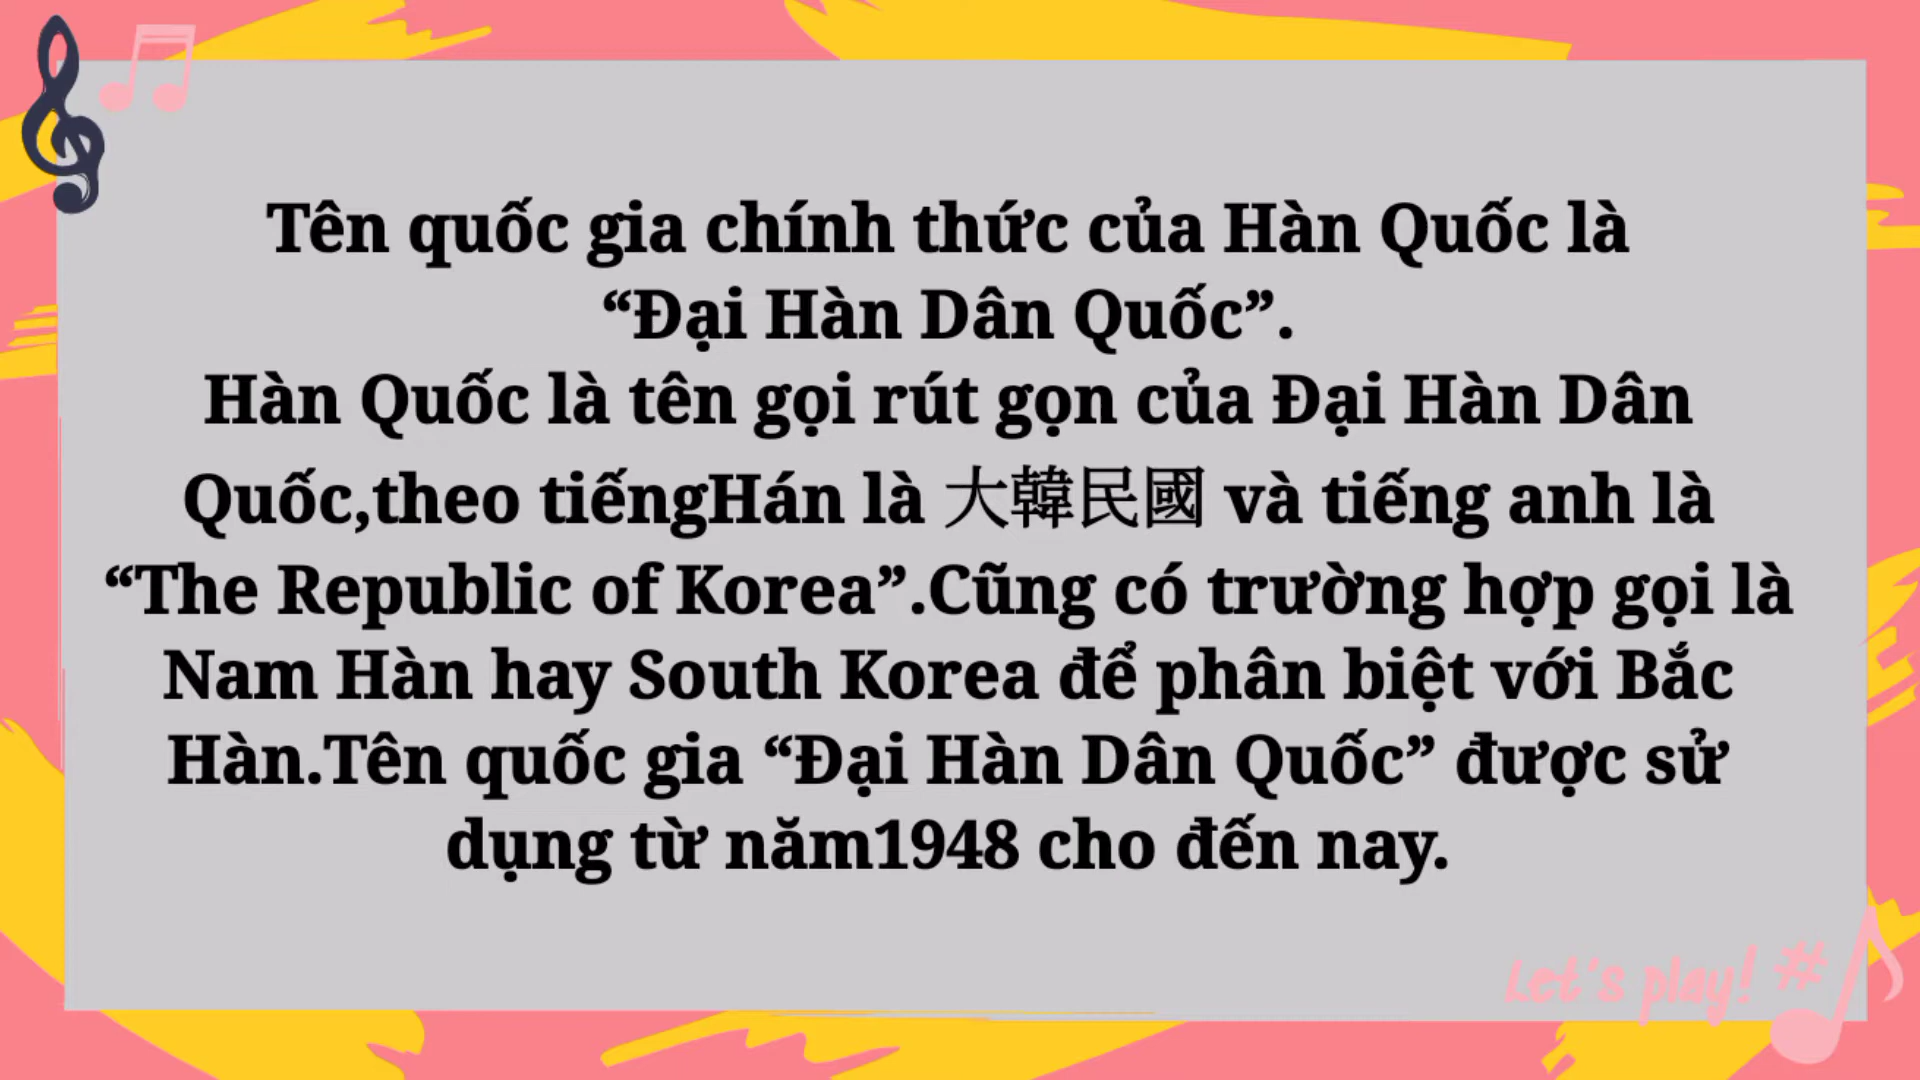 Tên quốc gia chính thức của Hàn Quốc là
“Đại Hàn Dân Quốc”.
Hàn Quốc là tên gọi rút gọn của Đại Hàn Dân
Quốc,theo tiếngHán là 大韓民國 và tiếng anh là
“The Republic of Korea”.Cũng có trường hợp gọi là
Nam Hàn hay South Korea để phân biệt với Bắc
Hàn.Tên quốc gia “Đại Hàn Dân Quốc” được sử
dụng từ năm1948 cho đến nay.
Let's play! #